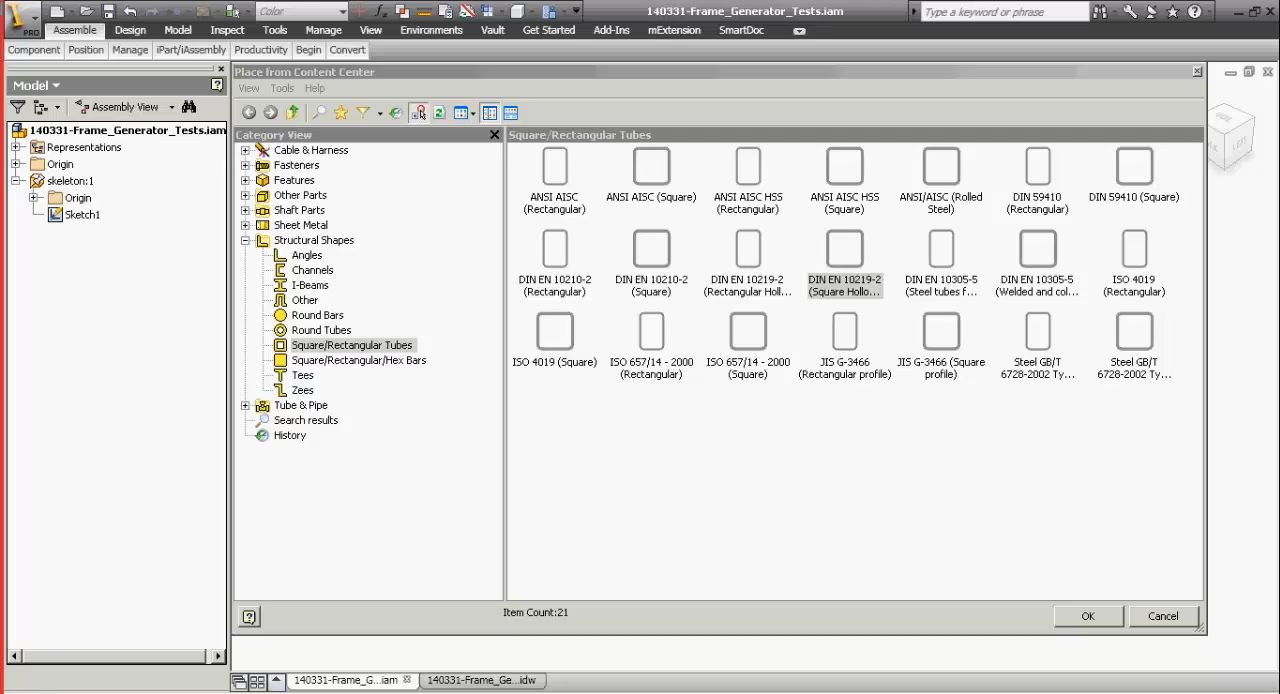 Color
140331-Frame_Generator_Tests.iam
Type a keyword or phrase
PRO
Assemble Design Model Inspect Tools Manage View Environments Vault Get Started Add-Ins mExtension SmartDoc
Component Position Manage iPart/iAssembly Productivity Begin Convert
Model
Assembly View
140331-Frame_Generator_Tests.iam
Representations
Origin
skeleton:1
Origin
Sketch1
Place from Content Center
View Tools Help
Category View
Cable & Harness
Fasteners
Features
Other Parts
Shaft Parts
Sheet Metal
Structural Shapes
Angles
Channels
I-Beams
Other
Round Bars
Round Tubes
Square/Rectangular Tubes
Square/Rectangular/Hex Bars
Tees
Zees
Tube & Pipe
Search results
History
Square/Rectangular Tubes
ANSI AISC
(Rectangular)
ANSI AISC (Square)
ANSI AISC HSS
(Rectangular)
ANSI AISC HSS
(Square)
ANSI/AISC (Rolled
Steel)
DIN 59410
(Rectangular)
DIN 59410 (Square)
DIN EN 10210-2
(Rectangular)
DIN EN 10210-2
(Square)
DIN EN 10219-2
(Rectangular Holl...
DIN EN 10219-2
(Square Hollo...
DIN EN 10305-5
(Steel tubes f...
DIN EN 10305-5
(Welded and col...
ISO 4019
(Rectangular)
ISO 4019 (Square)
ISO 657/14 - 2000
(Rectangular)
ISO 657/14 - 2000
(Square)
JIS G-3466
(Rectangular profile)
JIS G-3466 (Square
profile)
Steel GB/T
6728-2002 Ty...
Steel GB/T
6728-2002 Ty...
Item Count:21
OK
Cancel
LEFT
140331-Frame_G...iam
140331-Frame_Ge...idw